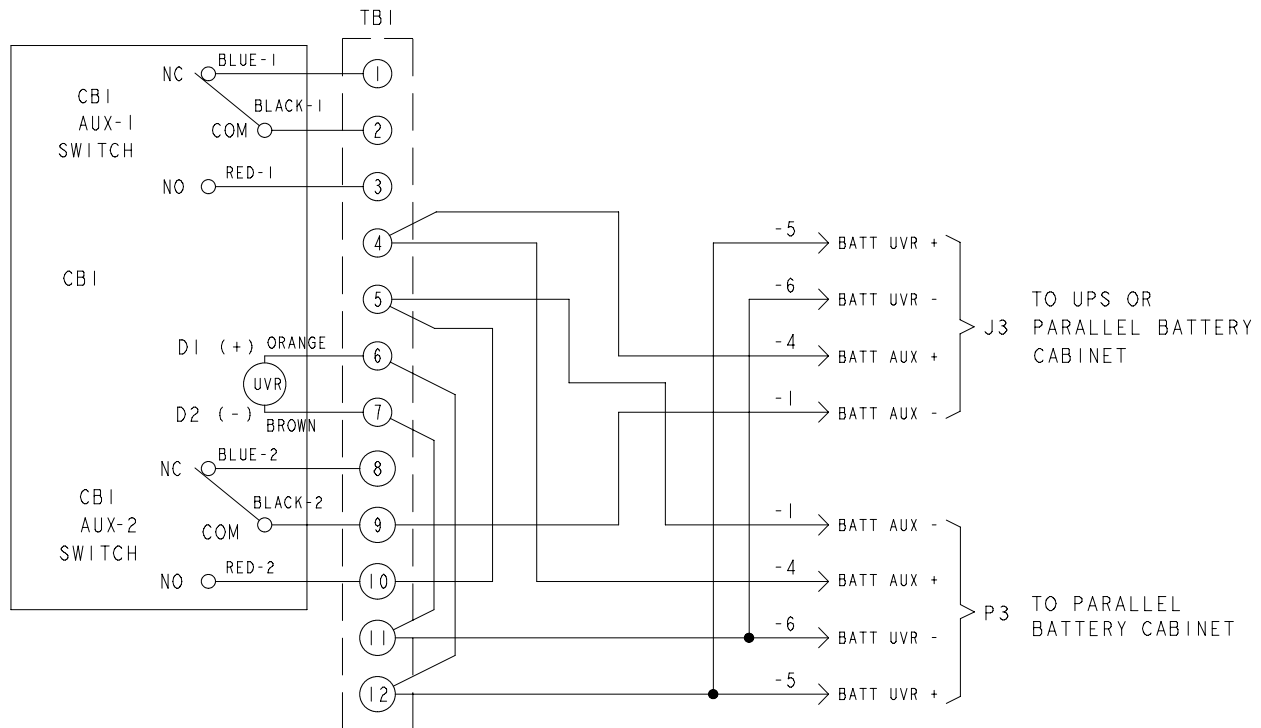 TB1
NC
BLUE-1
1
CB1
AUX-1
SWITCH
BLACK-1
COM
2
NO
RED-1
3
4
CB1
5
D1 (+)
ORANGE
6
UVR
D2 (-)
BROWN
7
NC
BLUE-2
8
CB1
AUX-2
SWITCH
BLACK-2
COM
9
NO
RED-2
10
11
12
-5
BATT UVR +
-6
BATT UVR -
-4
BATT AUX +
-1
BATT AUX -
J3
TO UPS OR
PARALLEL BATTERY
CABINET
-1
BATT AUX -
-4
BATT AUX +
-6
BATT UVR -
-5
BATT UVR +
P3
TO PARALLEL
BATTERY CABINET